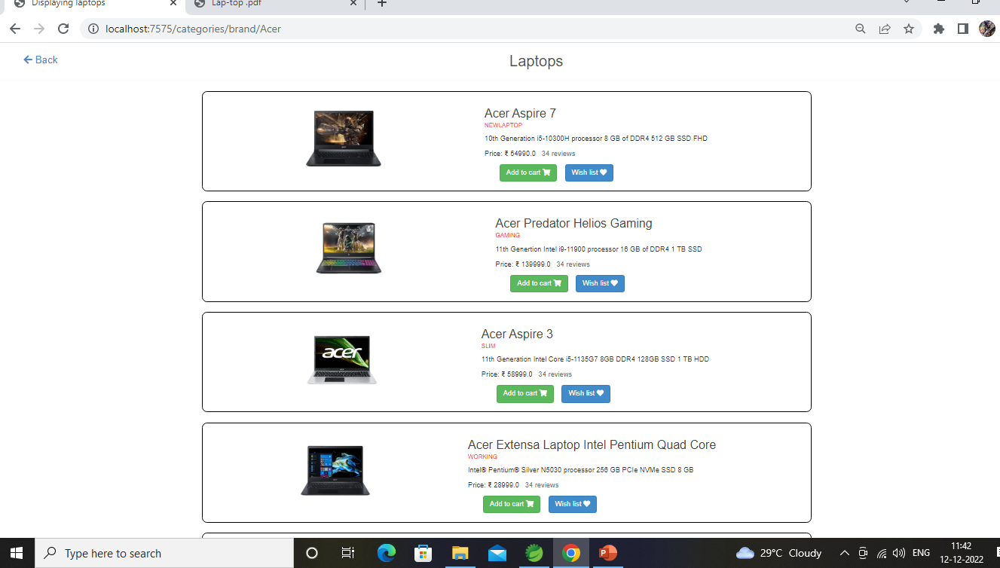 Displaying laptops
Lap-top .pdf
localhost:7575/categories/brand/Acer
Back
Laptops
Acer Aspire 7
NEWLAPTOP
10th Generation i5-10300H processor 8 GB of DDR4 512 GB SSD FHD
Price: ₹ 54990.0 34 reviews
Add to cart Wish list
Acer Predator Helios Gaming
GAMING
11th Genertion Intel i9-11900 processor 16 GB of DDR4 1 TB SSD
Price: ₹ 139999.0 34 reviews
Add to cart Wish list
acer
Acer Aspire 3
SLIM
11th Generation Intel Core i5-1135G7 8GB DDR4 128GB SSD 1 TB HDD
Price: ₹ 58999.0 34 reviews
Add to cart Wish list
Acer Extensa Laptop Intel Pentium Quad Core
WORKING
Intel® Pentium® Silver N5030 processor 256 GB PCIe NVMe SSD 8 GB
Price: ₹ 28999.0 34 reviews
Add to cart Wish list
Type here to search
29°C Cloudy
ENG
11:42
12-12-2022